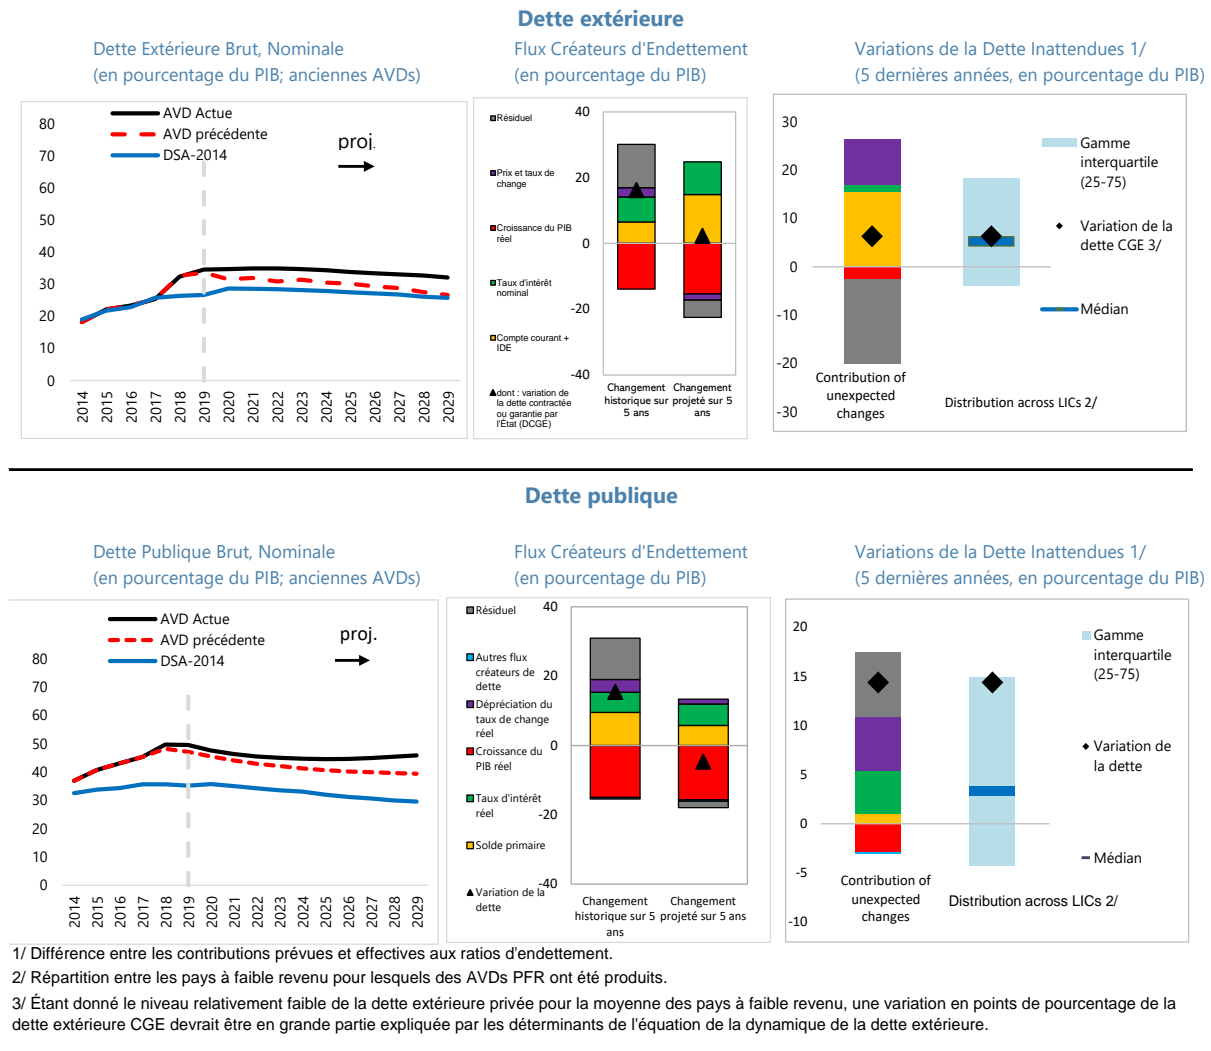 Dette extérieure
Dette Extérieure Brut, Nominale
(en pourcentage du PIB; anciennes AVDs)
Flux Créateurs d'Endettement
(en pourcentage du PIB)
Variations de la Dette Inattendues 1/
(5 dernières années, en pourcentage du PIB)
AVD Actue
AVD précédente
DSA-2014
proj.
80
70
60
50
40
30
20
10
0
2014
2015
2016
2017
2018
2019
2020
2021
2022
2023
2024
2025
2026
2027
2028
2029
Résiduel
Prix et taux de
change
Croissance du PIB
réel
Taux d'intérêt
nominal
Compte courant +
IDE
dont : variation de
la dette contractée
ou garantie par
l'État (DCGE)
40
20
0
-20
-40
Changement
historique sur
5 ans
Changement
projeté sur 5
ans
30
20
10
0
-10
-20
-30
Contribution of
unexpected
changes
Distribution across LICs 2/
Gamme
interquartile
(25-75)
Variation de la
dette CGE 3/
Médian
Dette publique
Dette Publique Brut, Nominale
(en pourcentage du PIB; anciennes AVDs)
Flux Créateurs d'Endettement
(en pourcentage du PIB)
Variations de la Dette Inattendues 1/
(5 dernières années, en pourcentage du PIB)
AVD Actue
AVD précédente
DSA-2014
proj.
80
70
60
50
40
30
20
10
0
2014
2015
2016
2017
2018
2019
2020
2021
2022
2023
2024
2025
2026
2027
2028
2029
Résiduel
Autres flux
créateurs de
dette
Dépréciation du
taux de change
réel
Croissance du
PIB réel
Taux d'intérêt
réel
Solde primaire
Variation de la
dette
40
20
0
-20
-40
Changement
historique sur 5
ans
Changement
projeté sur 5 ans
20
15
10
5
0
-5
-10
Contribution of
unexpected
changes
Distribution across LICs 2/
Gamme
interquartile
(25-75)
Variation de
la dette
Médian
1/ Différence entre les contributions prévues et effectives aux ratios d'endettement.
2/ Répartition entre les pays à faible revenu pour lesquels des AVDs PFR ont été produits.
3/ Étant donné le niveau relativement faible de la dette extérieure privée pour la moyenne des pays à faible revenu, une variation en points de pourcentage de la
dette extérieure CGE devrait être en grande partie expliquée par les déterminants de l'équation de la dynamique de la dette extérieure.